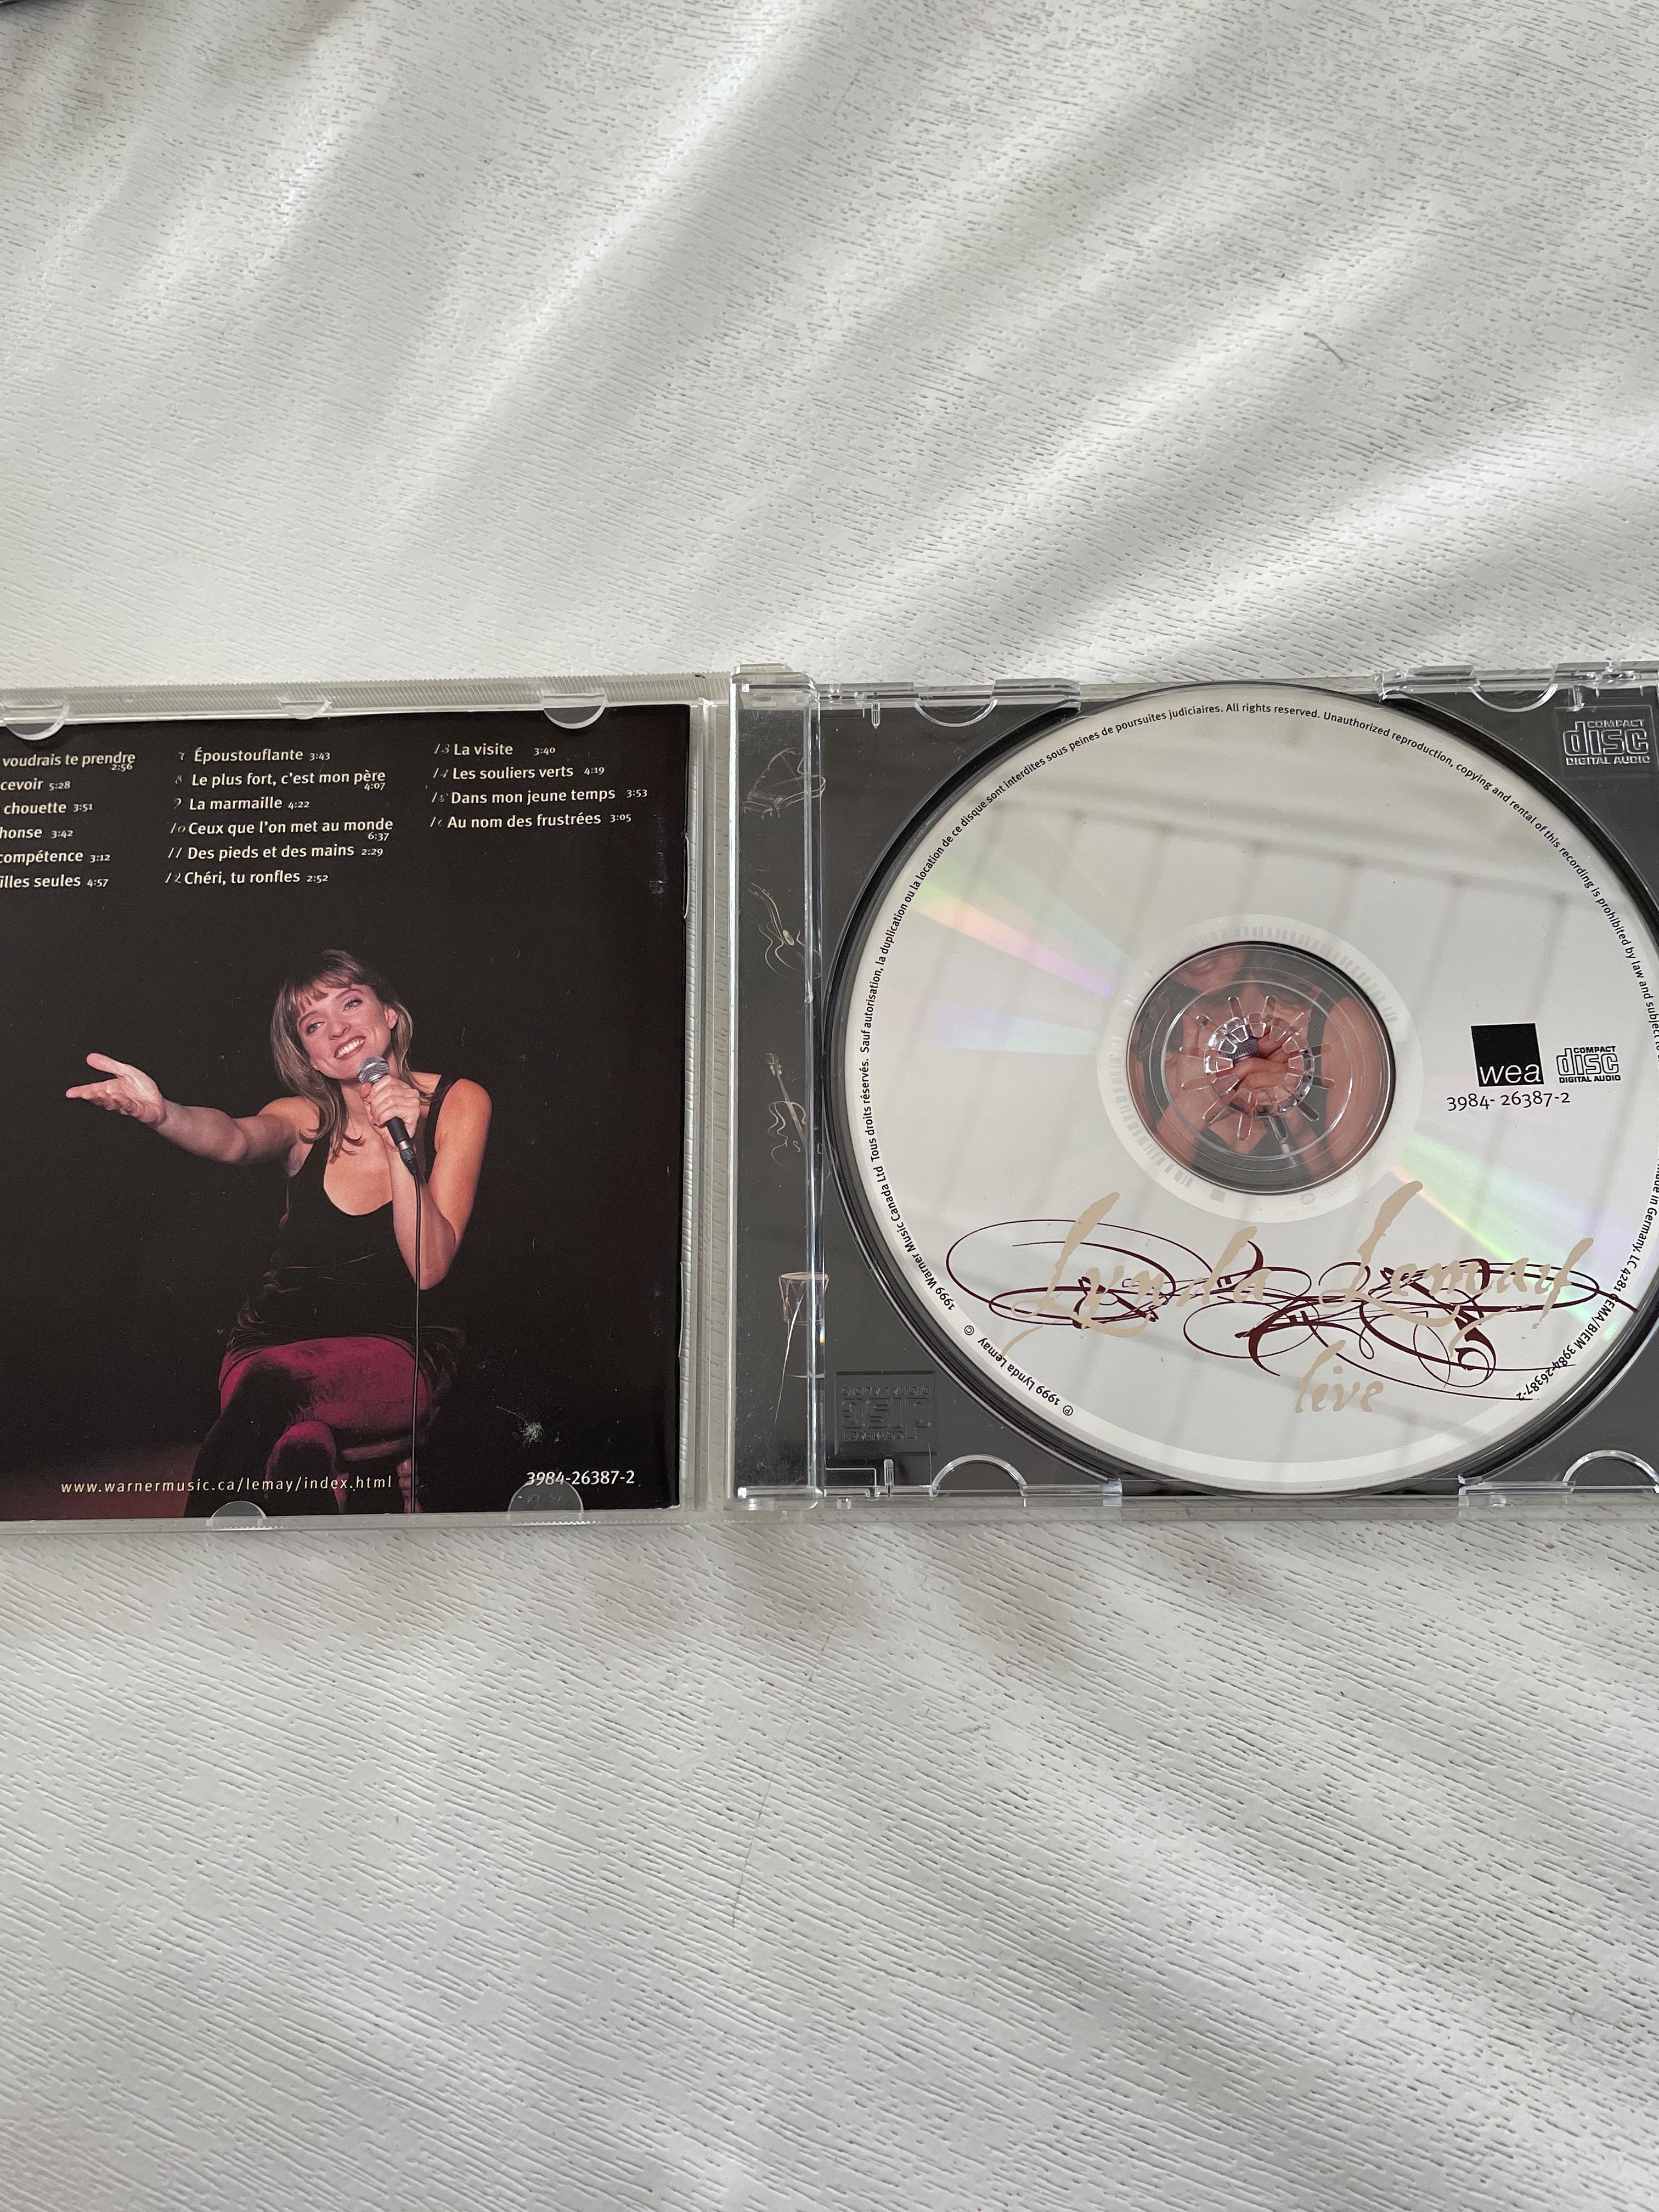 voudrais te prendre
2:56
cevoir 5:28
chouette 3:51
honse 3:42
compétence 3:12
illes seules 4:57
7 Époustouflante 3:43
8 Le plus fort, c'est mon père
4:07
9 La marmaille 4:22
10 Ceux que l'on met au monde
6:37
11 Des pieds et des mains 2:29
12 Chéri, tu ronfles 2:52
13 La visite 3:40
14 Les souliers verts 4:19
15 Dans mon jeune temps 3:53
16 Au nom des frustrées 3:05
www.warnermusic.ca/lemay/index.html
3984-26387-2
COMPACT
disc
DIGITAL AUDIO
℗ 1999 Lynda Lemay © 1999 Warner Music Canada Ltd Tous droits réservés. Sauf autorisation, la duplication ou la location de ce disque sont interdites sous peines de poursuites judiciaires. All rights reserved. Unauthorized reproduction, copying and rental of this recording is prohibited by law and subject to
Made in Germany. LC 4281 GEMA/BIEM 3984-26387-2
wea
COMPACT
disc
DIGITAL AUDIO
3984-26387-2
Lynda Lemay
live